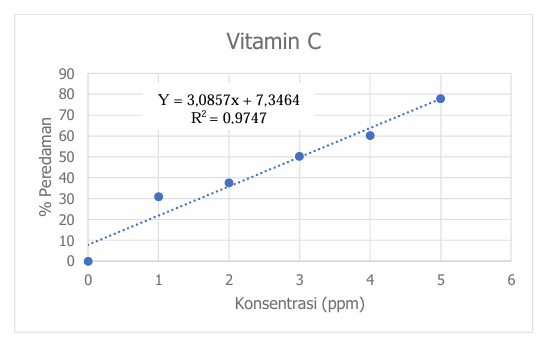 Vitamin C
Y = 3,0857x + 7,3464
R² = 0,9747
% Peredaman
90
80
70
60
50
40
30
20
10
0
0 1 2 3 4 5 6
Konsentrasi (ppm)